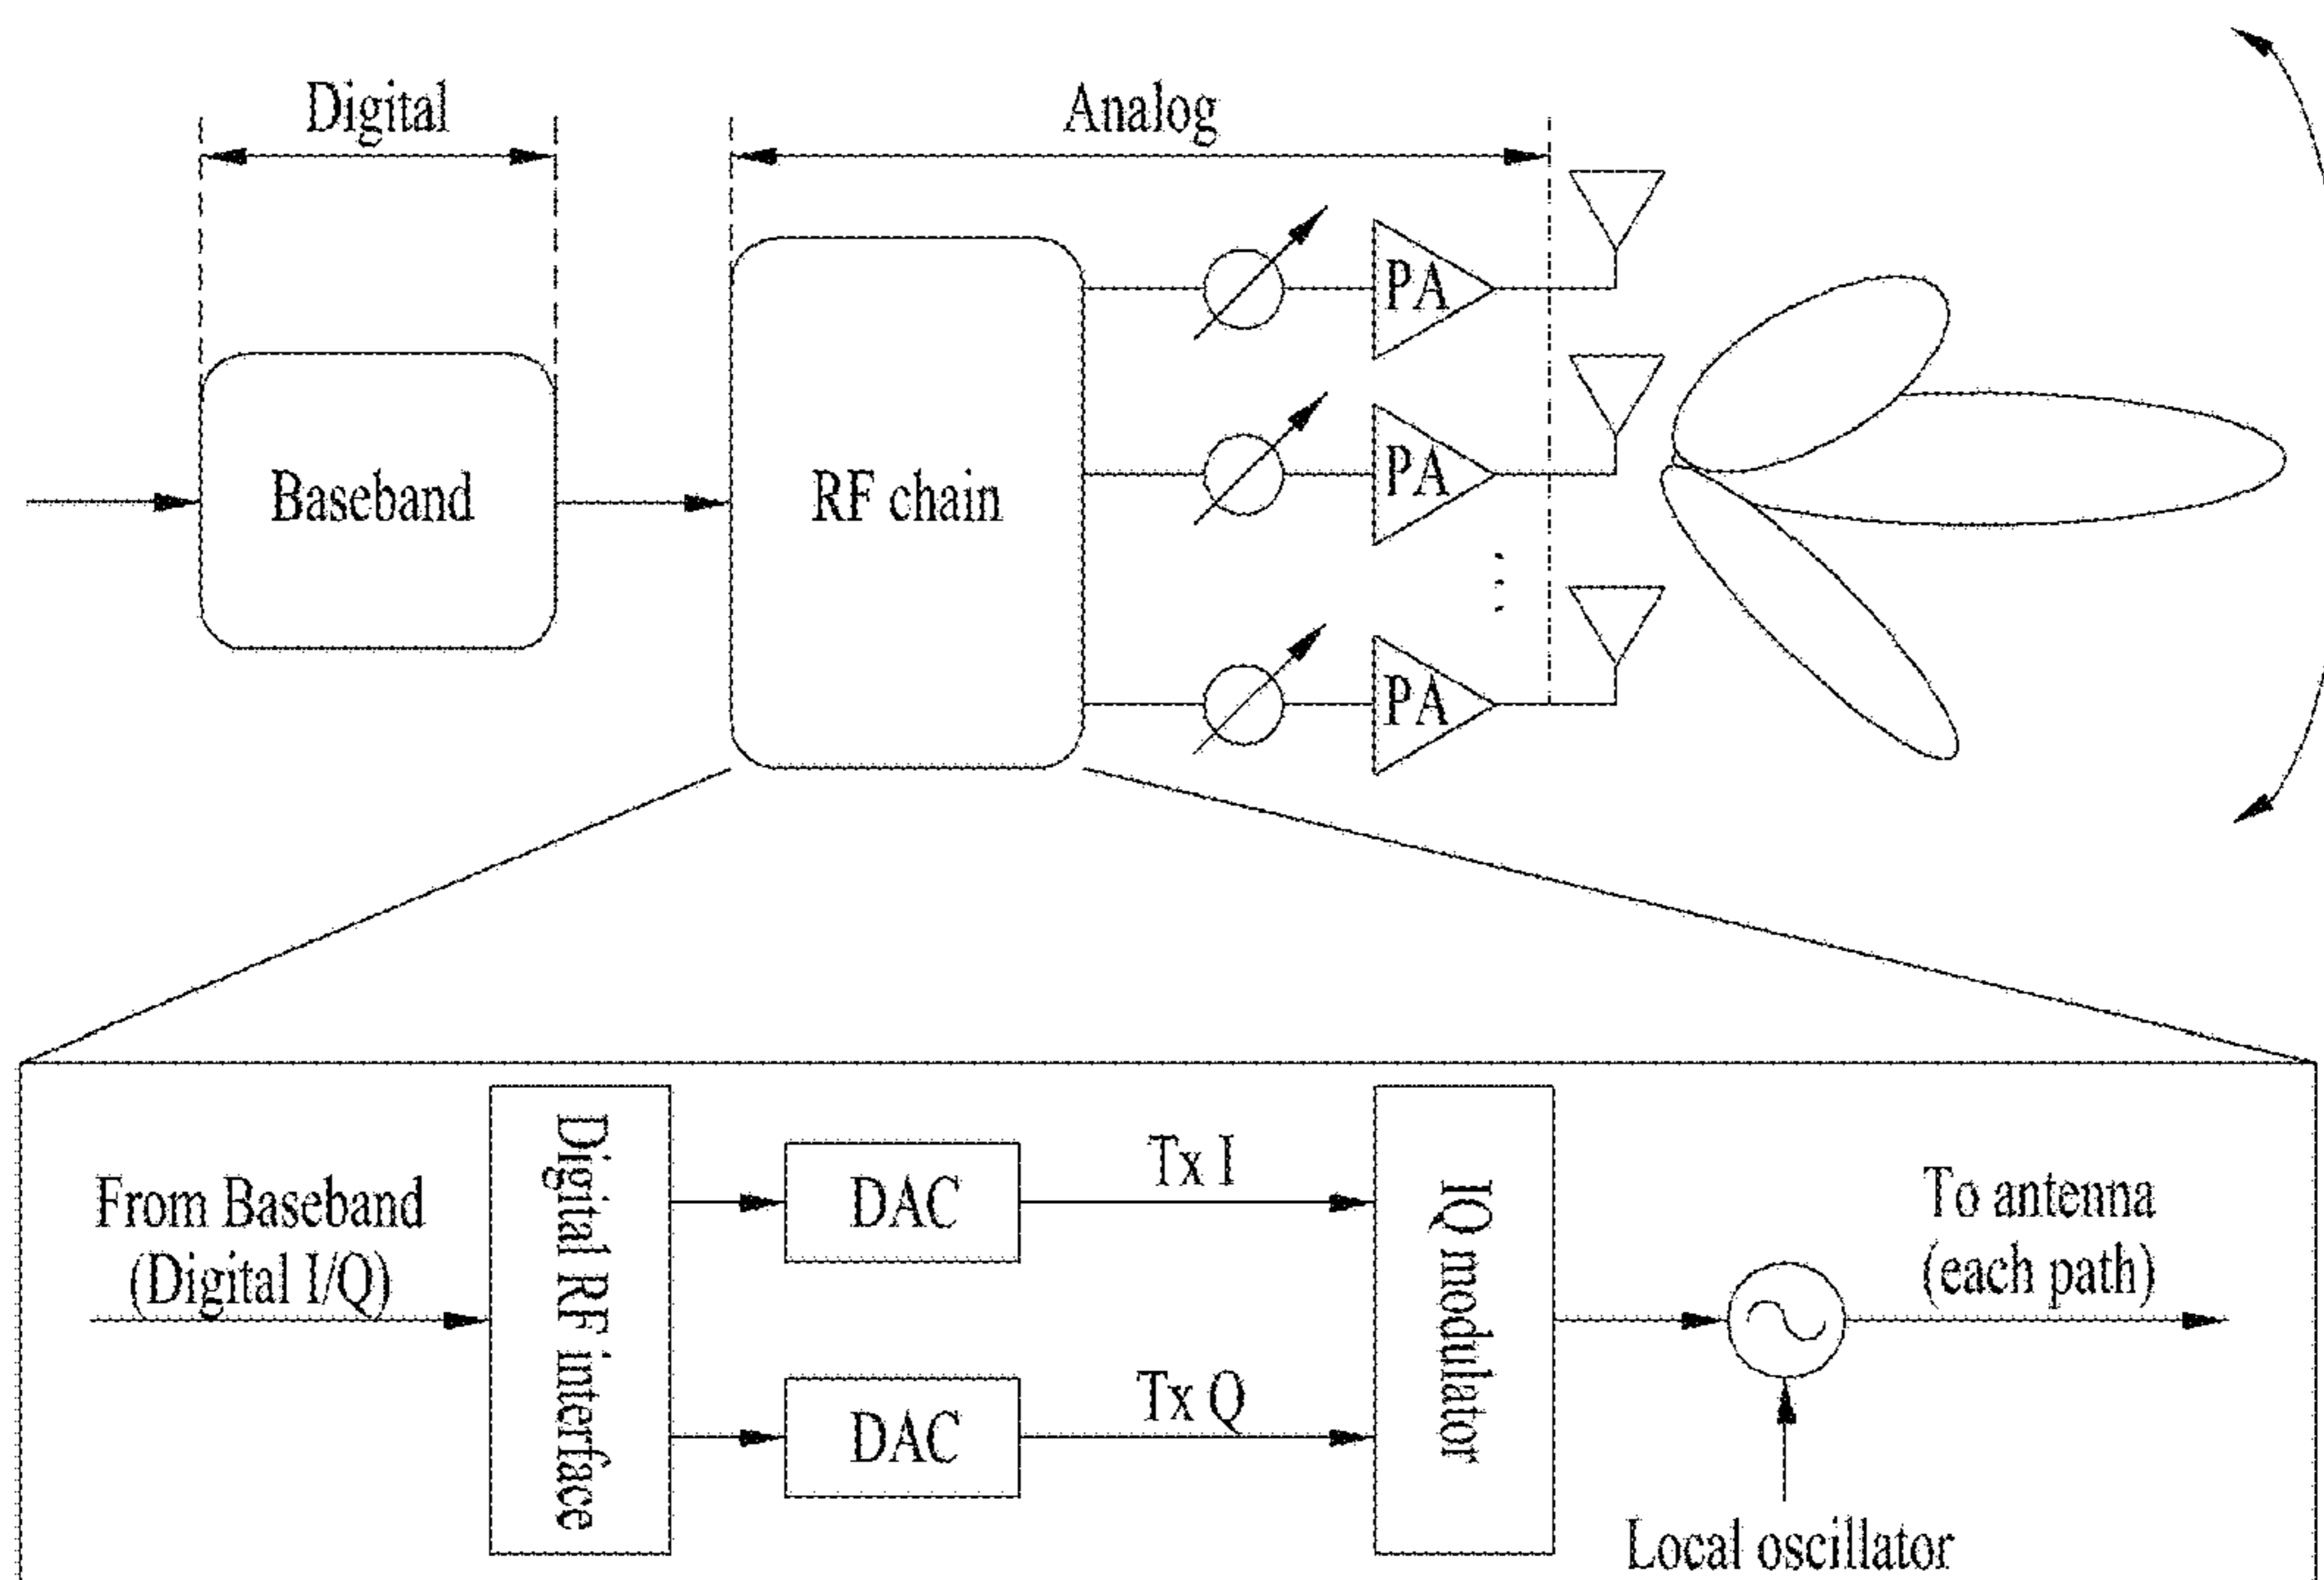 Digital
Analog
PA
Baseband
RF chain
PA
PA
From Baseband
(Digital I/Q)
Digital RF interface
DAC
Tx I
DAC
Tx Q
IQ modulator
To antenna
(each path)
Local oscillator